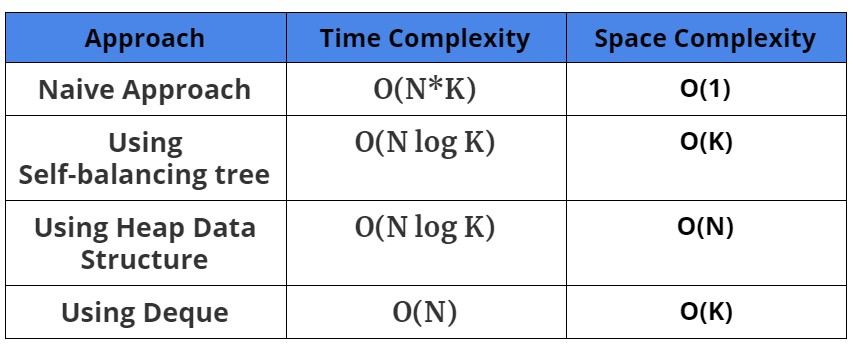 Approach Time Complexity Space Complexity
Naive Approach O(N*K) O(1)
Using O(N log K) O(K)
Self-balancing tree
Using Heap Data O(N log K) O(N)
Structure
Using Deque O(N) O(K)